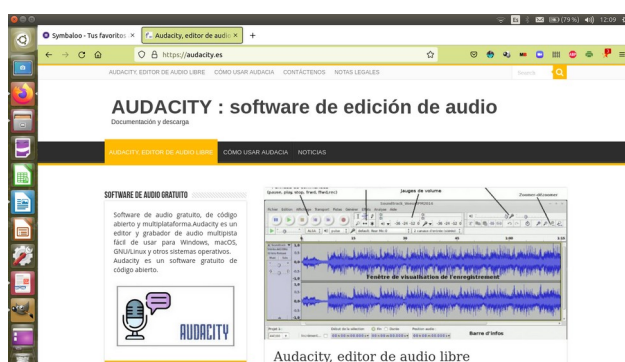 (79 %) 12:09
Symbaloo - Tus favoritos
Audacity, editor de audio
https://audacity.es
AUDACITY, EDITOR DE AUDIO LIBRE CÓMO USAR AUDACIA CONTÁCTENOS NOTAS LEGALES
Search
AUDACITY : software de edición de audio
Documentación y descarga
AUDACITY, EDITOR DE AUDIO LIBRE CÓMO USAR AUDACIA NOTICIAS
SOFTWARE DE AUDIO GRATUITO
Software de audio gratuito, de código
abierto y multiplataforma.Audacity es un
editor y grabador de audio multipista
fácil de usar para Windows, macOS,
GNU/Linux y otros sistemas operativos.
Audacity es un software gratuito de
código abierto.
AUDACITY
Jauges de volume
Fenêtre de visualisation de l'enregistrement
Barre d'infos
Audacity, editor de audio libre